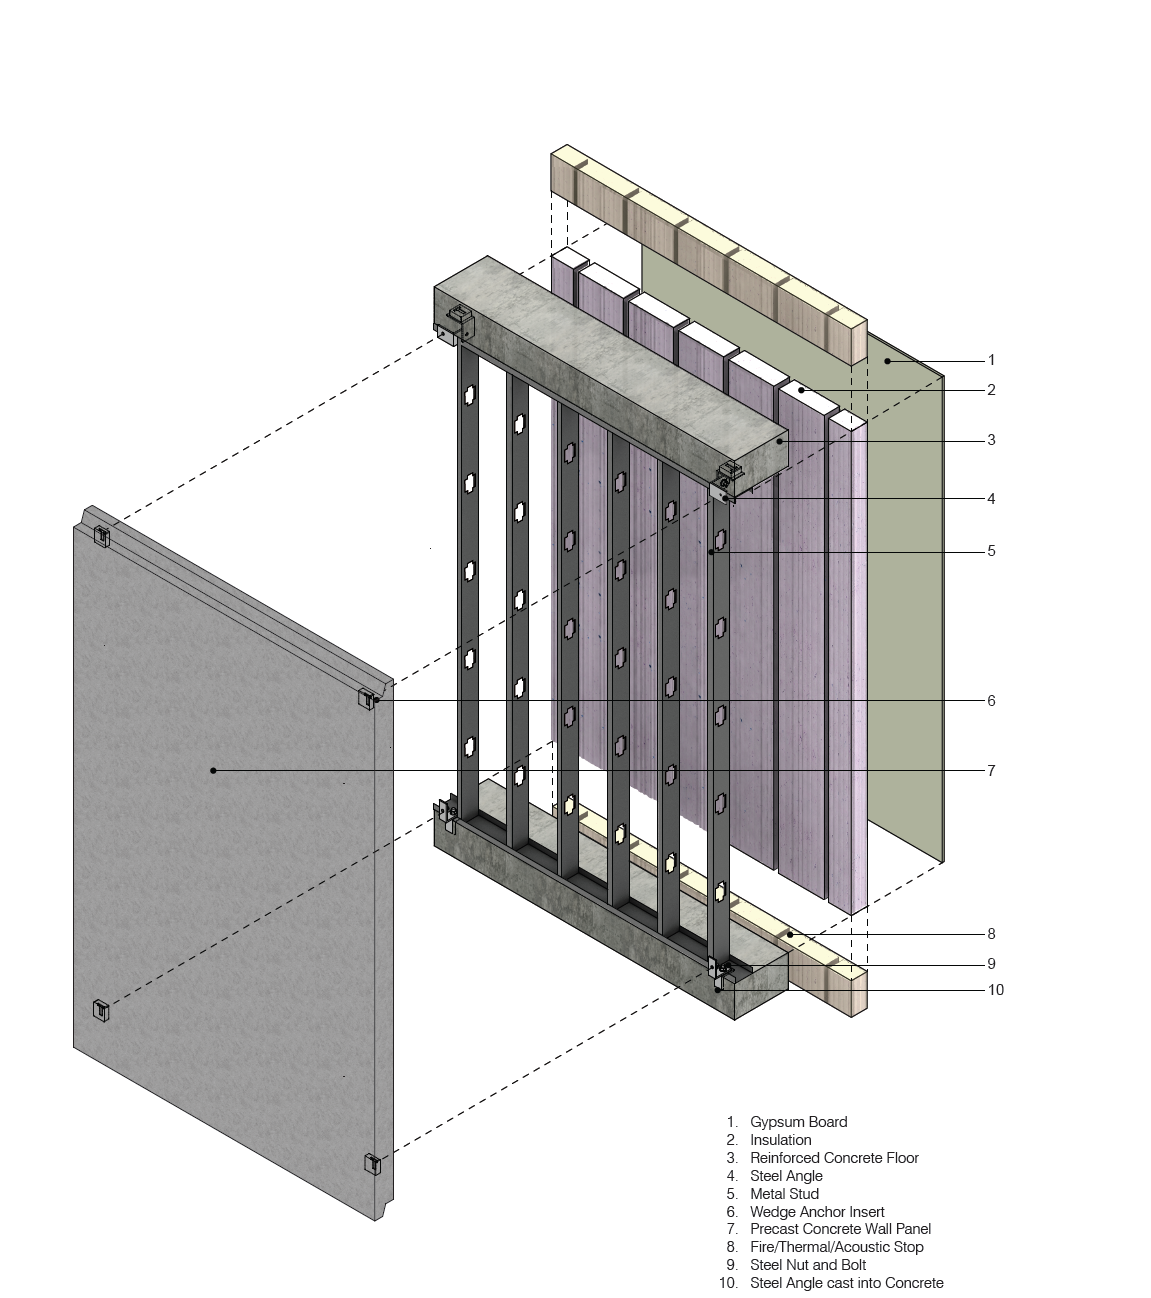 1
2
3
4
5
6
7
8
9
10
1. Gypsum Board
2. Insulation
3. Reinforced Concrete Floor
4. Steel Angle
5. Metal Stud
6. Wedge Anchor Insert
7. Precast Concrete Wall Panel
8. Fire/Thermal/Acoustic Stop
9. Steel Nut and Bolt
10. Steel Angle cast into Concrete